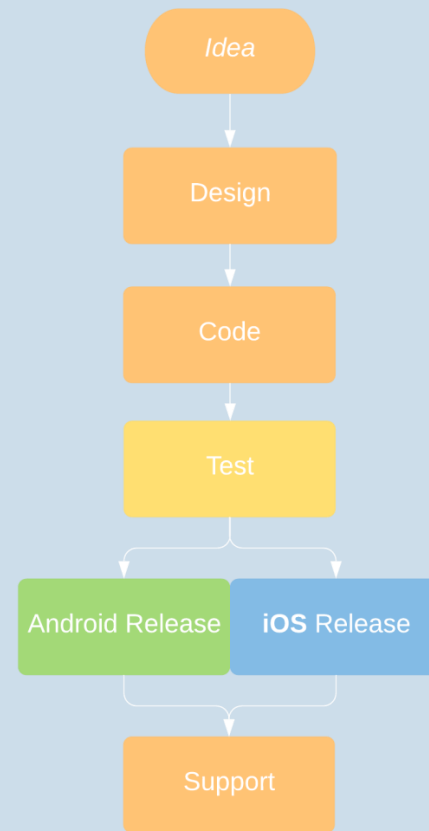 Idea
Design
Code
Test
Android Release
iOS Release
Support